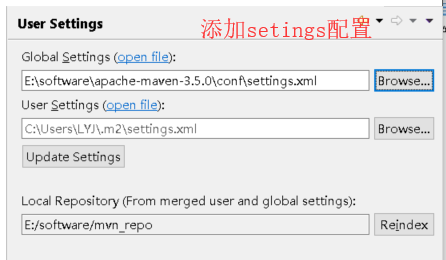 User Settings
添加setings配置
Global Settings (open file):
E:\software\apache-maven-3.5.0\conf\settings.xml
Browse...
User Settings (open file):
C:\Users\LYJ\.m2\settings.xml
Browse...
Update Settings
Local Repository (From merged user and global settings):
E:/software/mvn_repo
Reindex